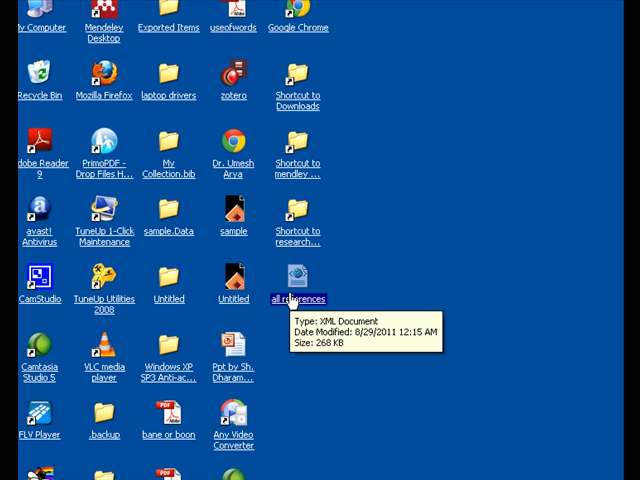 My Computer
Mendeley
Desktop
Exported Items
useofwords
Google Chrome
Recycle Bin
Mozilla Firefox
laptop drivers
zotero
Shortcut to
Downloads
Adobe Reader
9
PrimoPDF -
Drop Files H...
My
Collection.bib
Dr. Umesh
Arya
Shortcut to
mendley ...
avast!
Antivirus
TuneUp 1-Click
Maintenance
sample.Data
sample
Shortcut to
research...
CamStudio
TuneUp Utilities
2008
Untitled
Untitled
all references
Type: XML Document
Date Modified: 8/29/2011 12:15 AM
Size: 268 KB
Camtasia
Studio 5
VLC media
player
Windows XP
SP3 Anti-ac...
Ppt by Sh.
Dharam...
FLV Player
.backup
bane or boon
Any Video
Converter